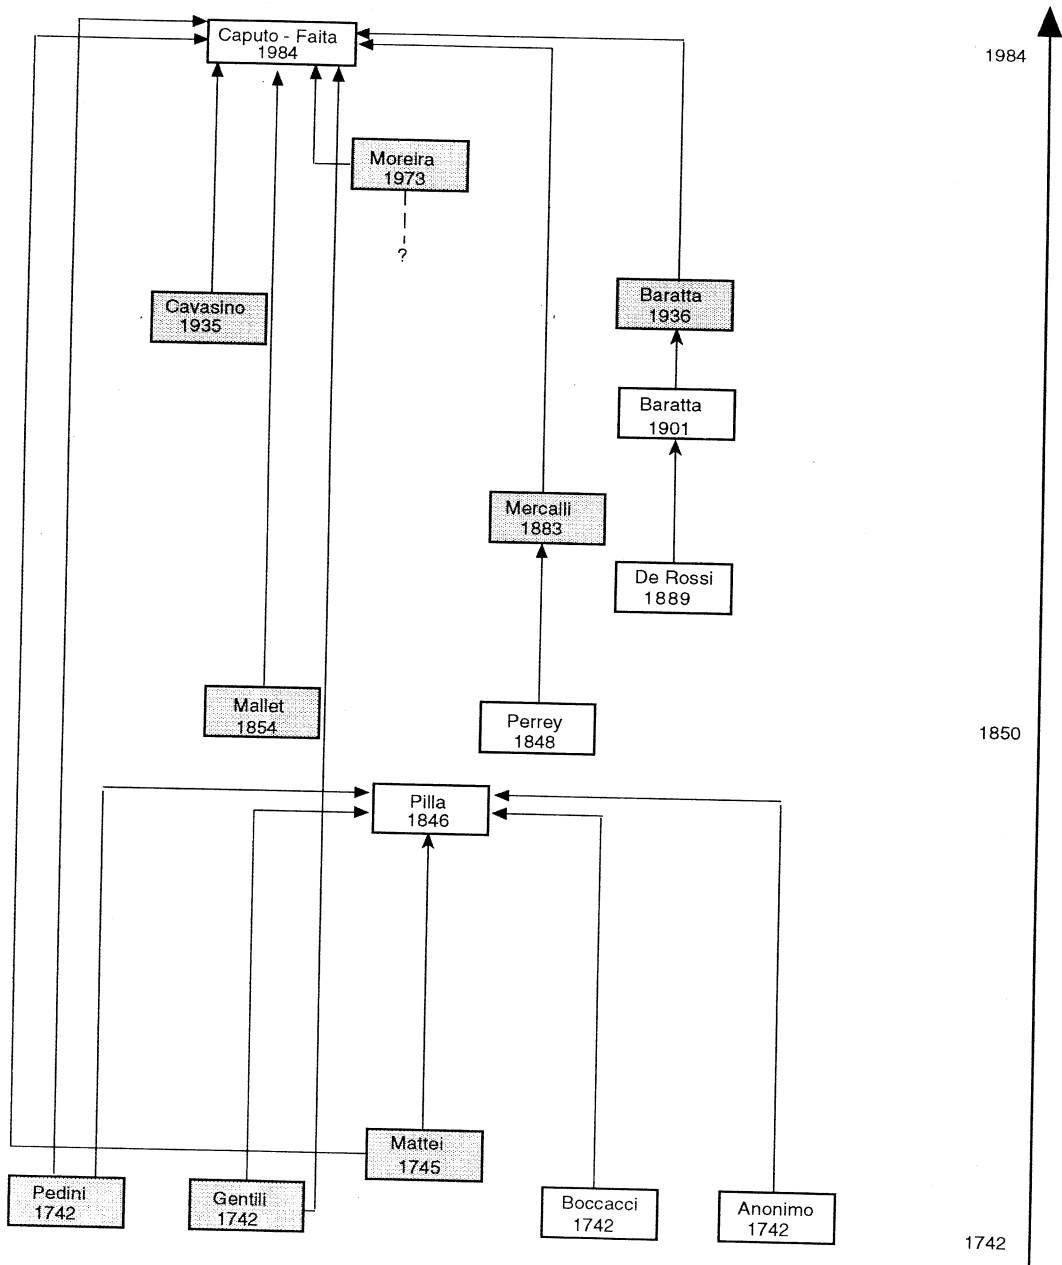 Caputo - Faita
1984
1984
Moreira
1973
?
Cavasino
1935
Baratta
1936
Baratta
1901
Mercalli
1883
De Rossi
1889
Mallet
1854
Perrey
1848
1850
Pilla
1846
Mattei
1745
Pedini
1742
Gentili
1742
Boccacci
1742
Anonimo
1742
1742